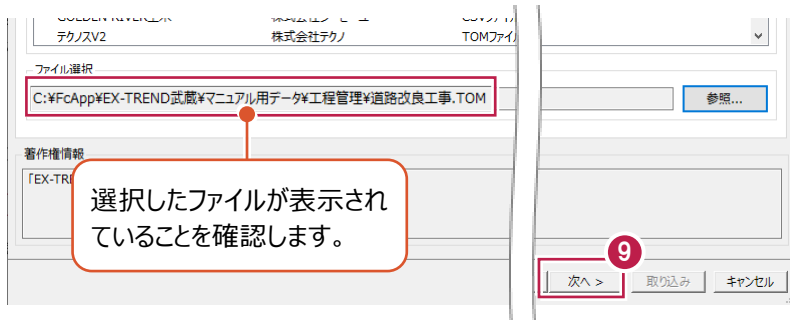 テクノスV2 株式会社テクノ TOMファイ
ファイル選択
C:¥FcApp¥EX-TREND武蔵¥マニュアル用データ¥工程管理¥道路改良工事.TOM 参照...
著作権情報
「EX-TR
選択したファイルが表示され
ていることを確認します。
9
次へ > 取り込み キャンセル